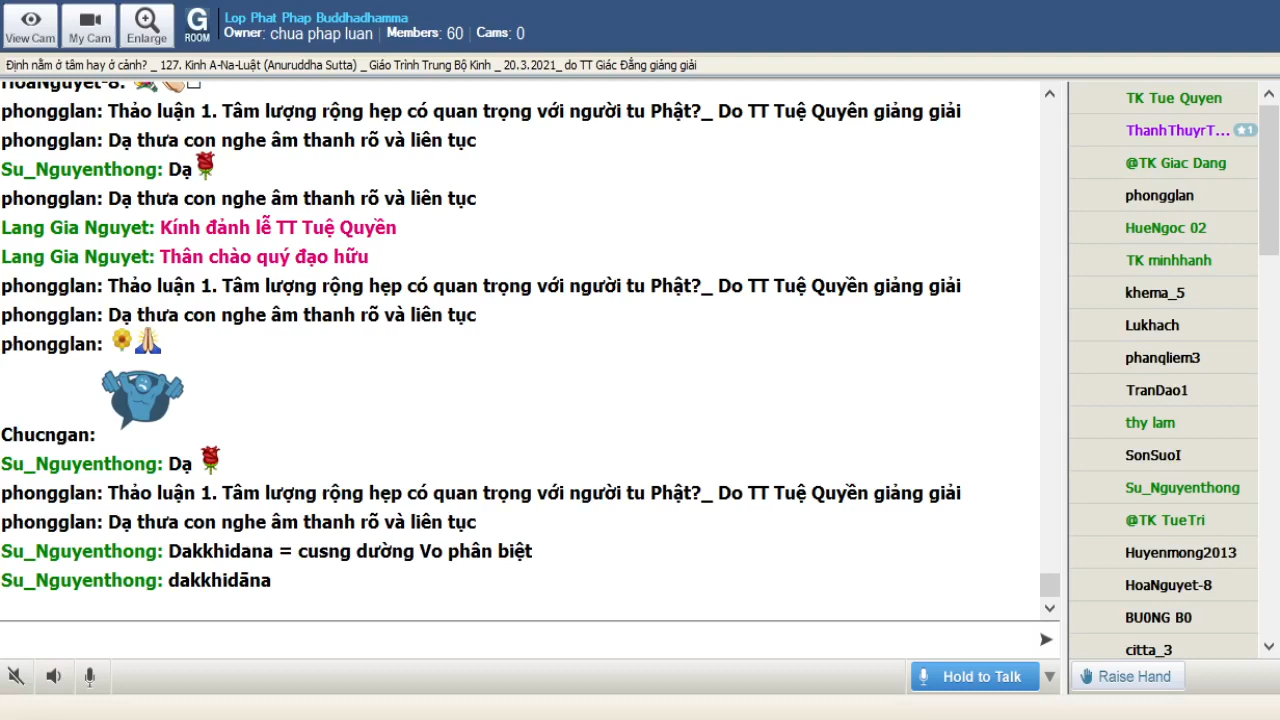 View Cam
My Cam
Enlarge
G
ROOM
Lop Phat Phap Buddhadhamma
Owner: chua phap luan Members: 60 Cams: 0
Định nằm ở tâm hay ở cảnh? _ 127. Kinh A-Na-Luật (Anuruddha Sutta) _ Giáo Trình Trung Bộ Kinh _ 20.3.2021_ do TT Giác Đẳng giảng giải
HoaNguyet-8:
phongglan: Thảo luận 1. Tâm lượng rộng hẹp có quan trọng với người tu Phật?_ Do TT Tuệ Quyền giảng giải
phongglan: Dạ thưa con nghe âm thanh rõ và liên tục
Su_Nguyenthong: Dạ
phongglan: Dạ thưa con nghe âm thanh rõ và liên tục
Lang Gia Nguyet: Kính đảnh lễ TT Tuệ Quyền
Lang Gia Nguyet: Thân chào quý đạo hữu
phongglan: Thảo luận 1. Tâm lượng rộng hẹp có quan trọng với người tu Phật?_ Do TT Tuệ Quyền giảng giải
phongglan: Dạ thưa con nghe âm thanh rõ và liên tục
phongglan:
Chucngan:
Su_Nguyenthong: Dạ
phongglan: Thảo luận 1. Tâm lượng rộng hẹp có quan trọng với người tu Phật?_ Do TT Tuệ Quyền giảng giải
phongglan: Dạ thưa con nghe âm thanh rõ và liên tục
Su_Nguyenthong: Dakkhidana = cusng dường Vo phân biệt
Su_Nguyenthong: dakkhidāna
TK Tue Quyen
ThanhThuyrT... 1
@TK Giac Dang
phongglan
HueNgoc 02
TK minhhanh
khema_5
Lukhach
phanqliem3
TranDao1
thy lam
SonSuoI
Su_Nguyenthong
@TK TueTri
Huyenmong2013
HoaNguyet-8
BU0NG B0
citta_3
Hold to Talk
Raise Hand